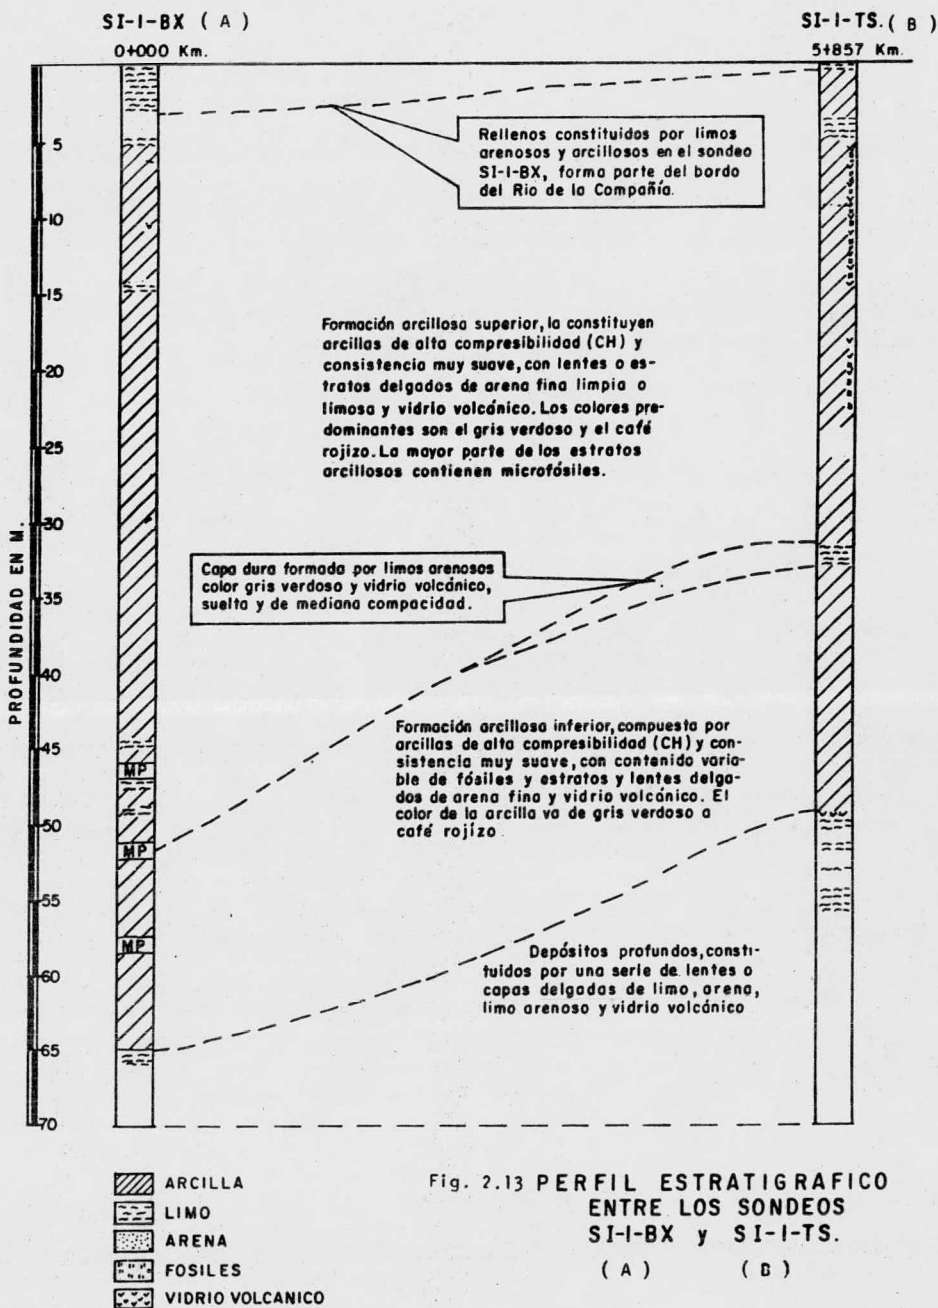 SI-I-BX (A)
SI-I-TS. (B)
0+000 Km.
5+857 Km.
5
10
15
20
25
30
35
40
45
50
55
60
65
70
PROFUNDIDAD EN M.
Rellenos constituidos por limos
arenosos y arcillosos en el sondeo
SI-I-BX, forma parte del bordo
del Rio de la Compañía.
Formación arcillosa superior, la constituyen
arcillas de alta compresibilidad (CH) y
consistencia muy suave, con lentes o es-
tratos delgados de arena fina limpia o
limosa y vidrio volcánico. Los colores pre-
dominantes son el gris verdoso y el café
rojizo. La mayor parte de los estratos
arcillosos contienen microfósiles.
Capa dura formada por limos arenosos
color gris verdoso y vidrio volcánico,
suelta y de mediana compacidad.
Formación arcillosa inferior, compuesta por
arcillas de alta compresibilidad (CH) y con-
sistencia muy suave, con contenido varia-
ble de fósiles y estratos y lentes delga-
dos de arena fina y vidrio volcánico. El
color de la arcilla va de gris verdoso a
café rojízo
MP
MP
MP
Depósitos profundos, consti-
tuidos por una serie de lentes o
capas delgadas de limo, arena,
limo arenoso y vidrio volcánico
ARCILLA
LIMO
ARENA
FOSILES
VIDRIO VOLCANICO
Fig. 2.13 PERFIL ESTRATIGRAFICO
ENTRE LOS SONDEOS
SI-I-BX y SI-I-TS.
(A) (B)